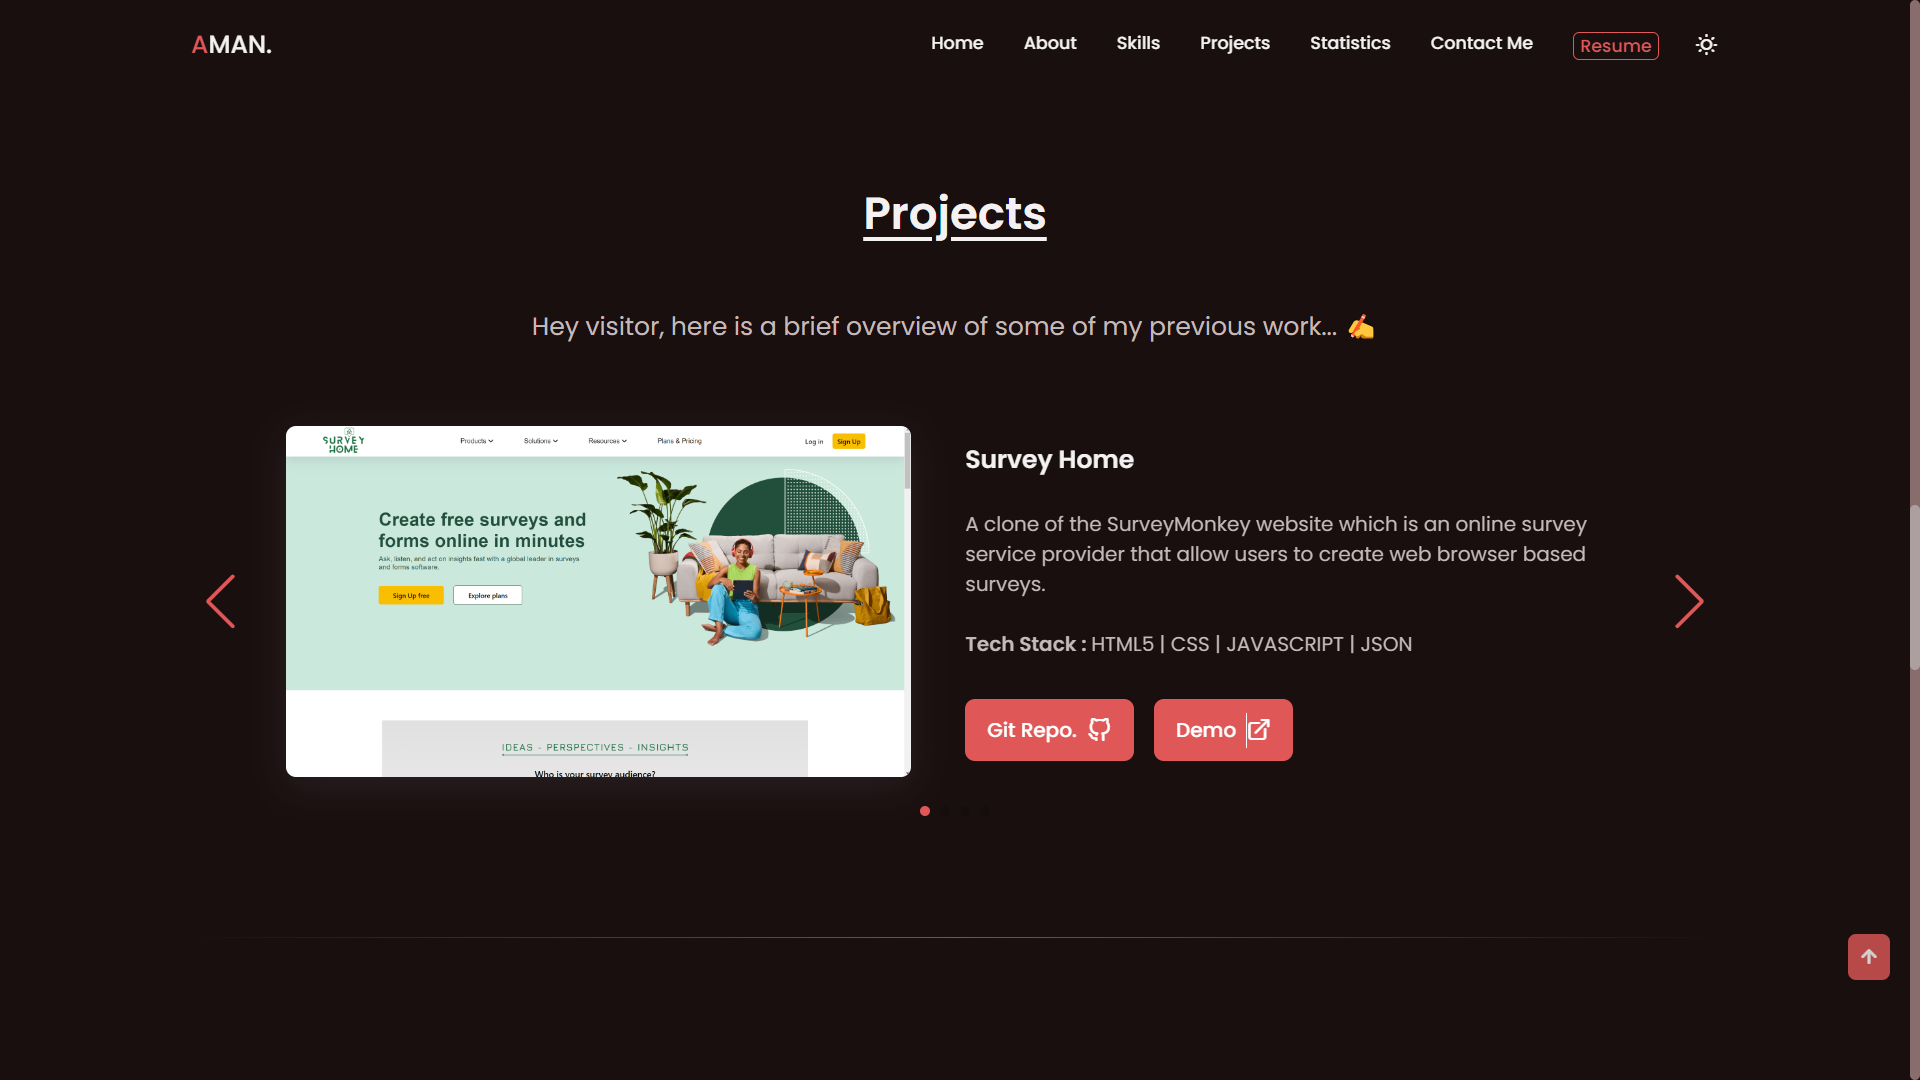 AMAN.
Home About Skills Projects Statistics Contact Me Resume
Projects
Hey visitor, here is a brief overview of some of my previous work... ✍️
SURVEY
HOME
Products Solutions Resources Plans & Pricing Log in Sign Up
Create free surveys and
forms online in minutes
Ask, listen, and act on insights fast with a global leader in surveys
and forms software.
Sign Up free Explore plans
IDEAS - PERSPECTIVES - INSIGHTS
Who is your survey audience?
Survey Home
A clone of the SurveyMonkey website which is an online survey
service provider that allow users to create web browser based
surveys.
Tech Stack : HTML5 | CSS | JAVASCRIPT | JSON
Git Repo. Demo